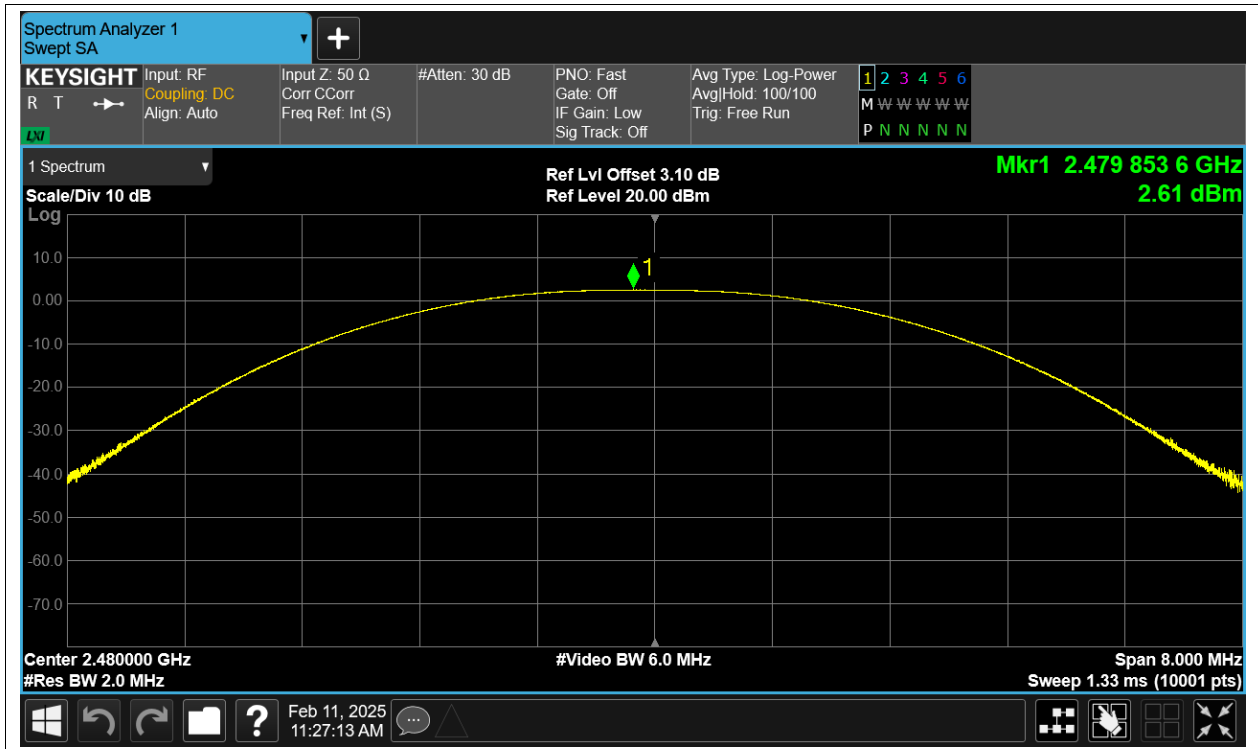 Spectrum Analyzer 1
Swept SA
+
KEYSIGHT
R T
LXI
Input: RF
Coupling: DC
Align: Auto
Input Z: 50 Ω
Corr CCorr
Freq Ref: Int (S)
#Atten: 30 dB
PNO: Fast
Gate: Off
IF Gain: Low
Sig Track: Off
Avg Type: Log-Power
Avg|Hold: 100/100
Trig: Free Run
1 2 3 4 5 6
M W W W W W
P N N N N N
1 Spectrum
Scale/Div 10 dB
Ref Lvl Offset 3.10 dB
Ref Level 20.00 dBm
Mkr1 2.479 853 6 GHz
2.61 dBm
Log
1
10.0
0.00
-10.0
-20.0
-30.0
-40.0
-50.0
-60.0
-70.0
Center 2.480000 GHz
#Res BW 2.0 MHz
#Video BW 6.0 MHz
Span 8.000 MHz
Sweep 1.33 ms (10001 pts)
?
Feb 11, 2025
11:27:13 AM